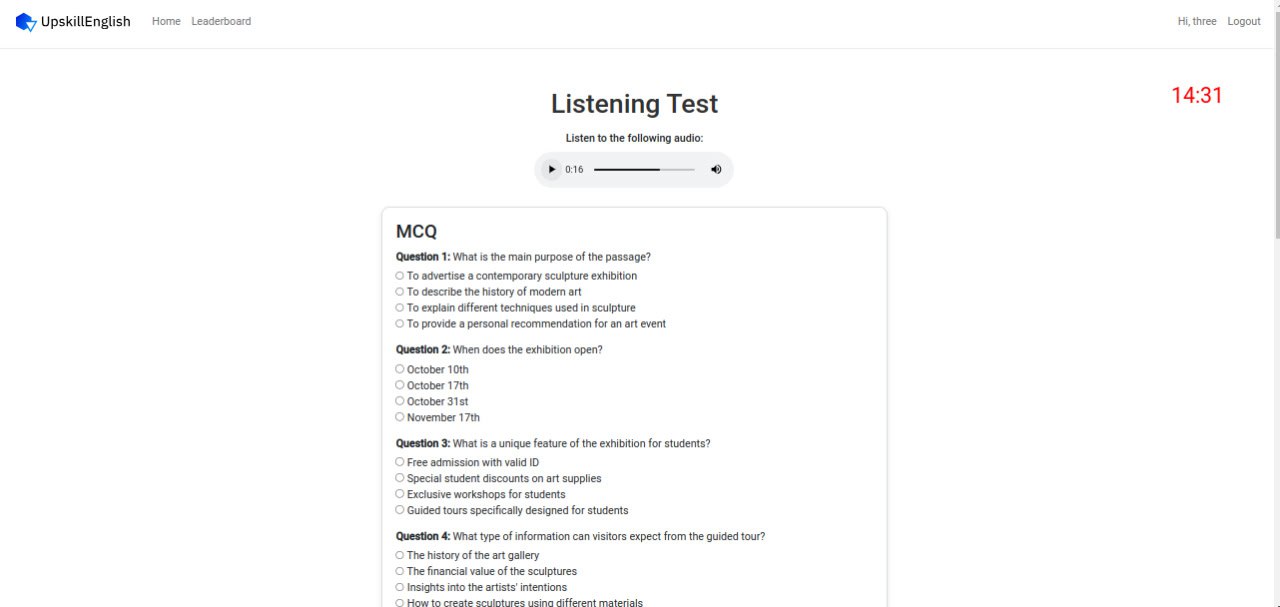 UpskillEnglish Home Leaderboard Hi, three Logout
14:31
Listening Test
Listen to the following audio:
0:16
MCQ
Question 1: What is the main purpose of the passage?
To advertise a contemporary sculpture exhibition
To describe the history of modern art
To explain different techniques used in sculpture
To provide a personal recommendation for an art event
Question 2: When does the exhibition open?
October 10th
October 17th
October 31st
November 17th
Question 3: What is a unique feature of the exhibition for students?
Free admission with valid ID
Special student discounts on art supplies
Exclusive workshops for students
Guided tours specifically designed for students
Question 4: What type of information can visitors expect from the guided tour?
The history of the art gallery
The financial value of the sculptures
Insights into the artists' intentions
How to create sculptures using different materials